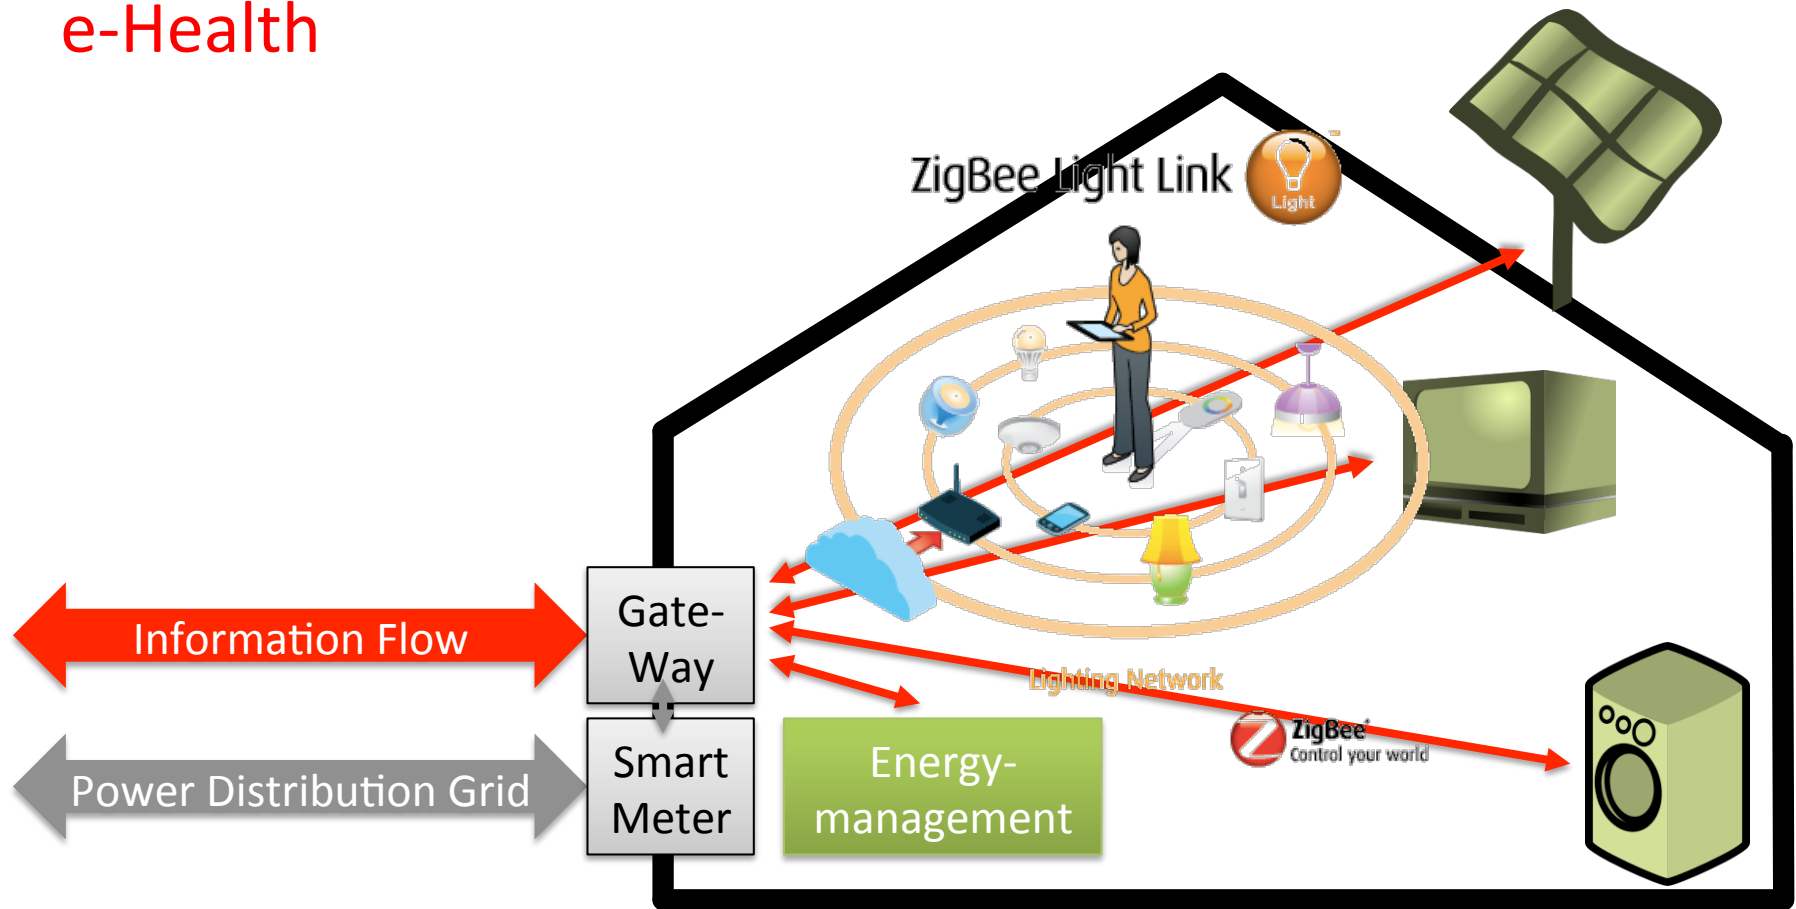 e-Health
ZigBee Light Link
Light
Gate-
Way
Information Flow
Lighting Network
ZigBee®
Control your world
Smart
Meter
Energy-
management
Power Distribution Grid